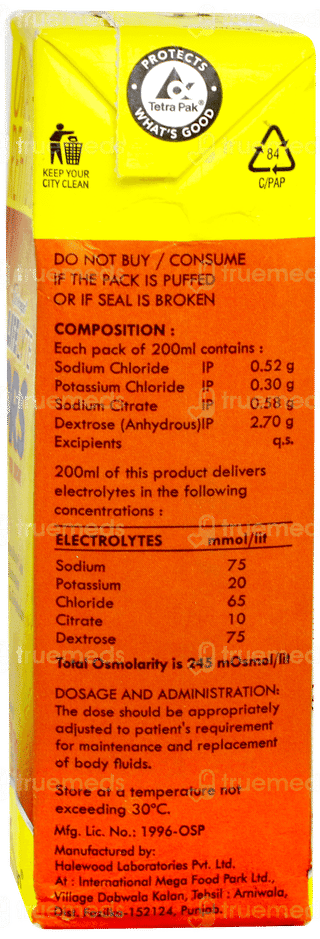 PROTECTS
Tetra Pak®
WHAT'S GOOD
KEEP YOUR
CITY CLEAN
84
C/PAP
DO NOT BUY / CONSUME
IF THE PACK IS PUFFED
OR IF SEAL IS BROKEN
COMPOSITION :
Each pack of 200ml contains :
Sodium Chloride IP 0.52 g
Potassium Chloride IP 0.30 g
Sodium Citrate IP 0.58 g
Dextrose (Anhydrous)IP 2.70 g
Excipients q.s.
200ml of this product delivers
electrolytes in the following
concentrations :
ELECTROLYTES mmol/lit
Sodium 75
Potassium 20
Chloride 65
Citrate 10
Dextrose 75
Total Osmolarity is 245 mOsmol/lit
DOSAGE AND ADMINISTRATION:
The dose should be appropriately
adjusted to patient's requirement
for maintenance and replacement
of body fluids.
Store at a temperature not
exceeding 30°C.
Mfg. Lic. No.: 1996-OSP
Manufactured by:
Halewood Laboratories Pvt. Ltd.
At : International Mega Food Park Ltd.,
Village Dabwala Kalan, Tehsil : Arniwala,
Dist. Fazilka-152124, Punjab.
truemeds